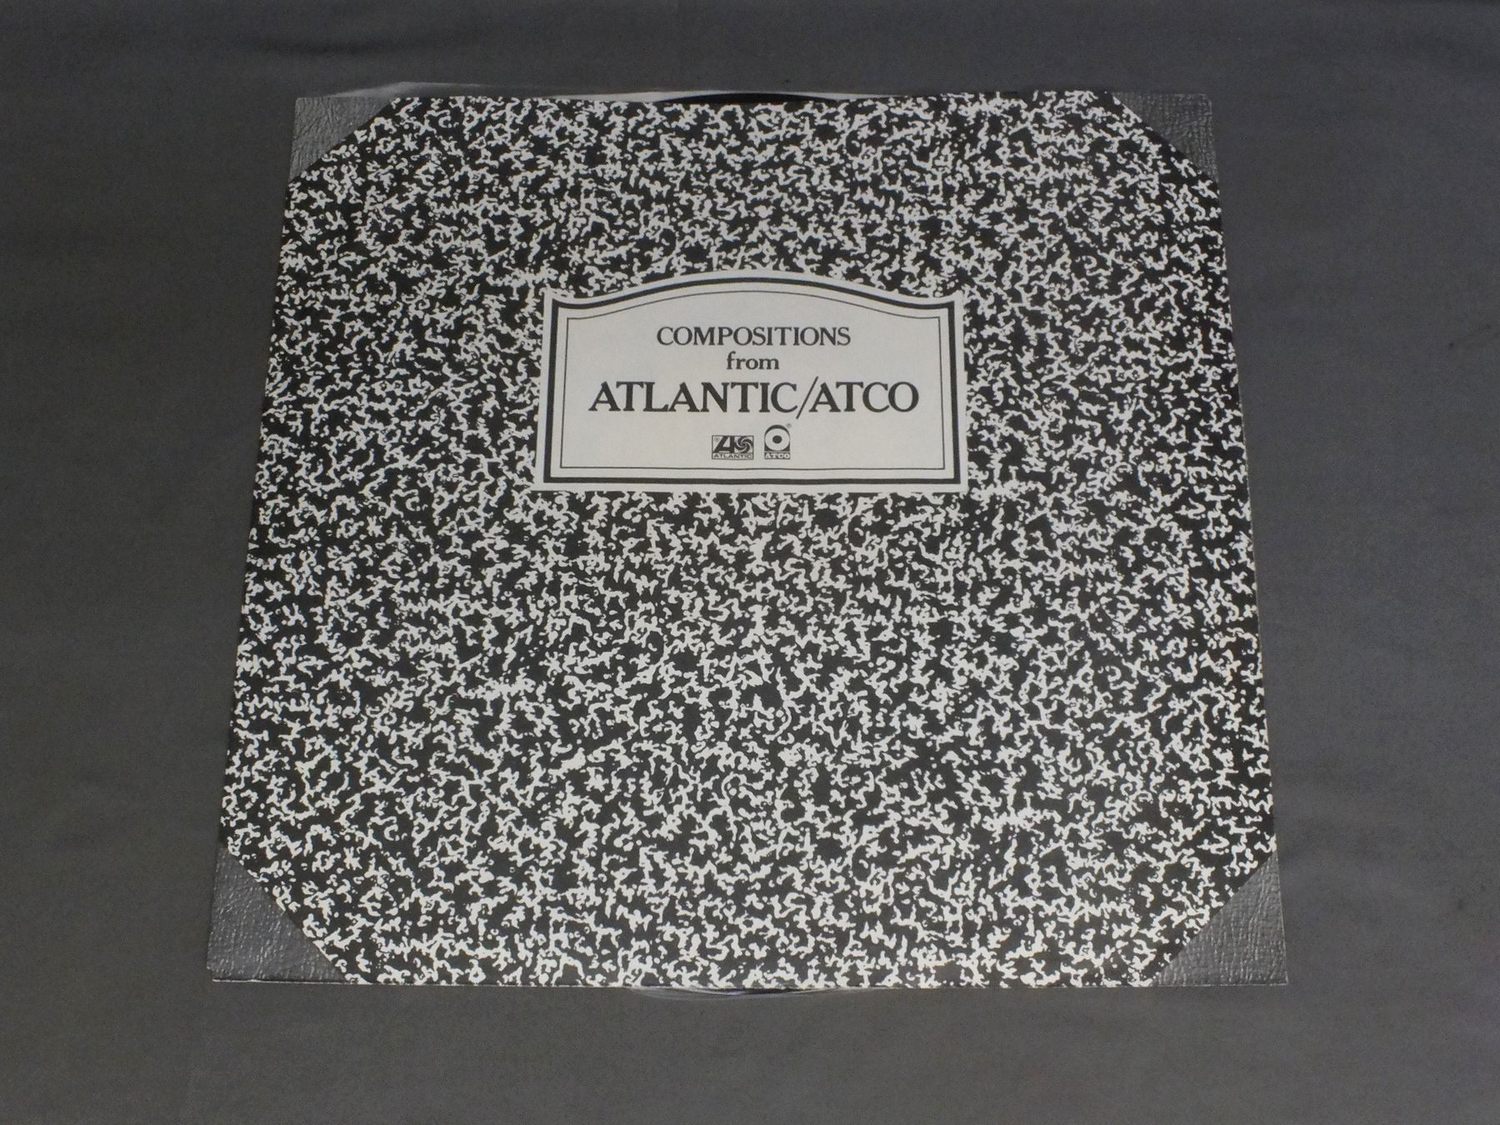 COMPOSITIONS
from
ATLANTIC/ATCO
ATLANTIC ATCO